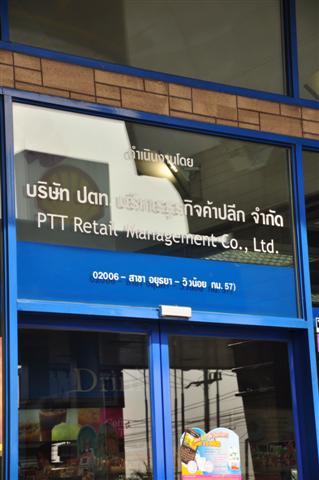 ดำเนินงานโดย
บริษัท ปตท บริหารธุรกิจค้าปลีก จำกัด
PTT Retail Management Co., Ltd.
02006 - สาขา อยุธยา - วังน้อย กม. 57)